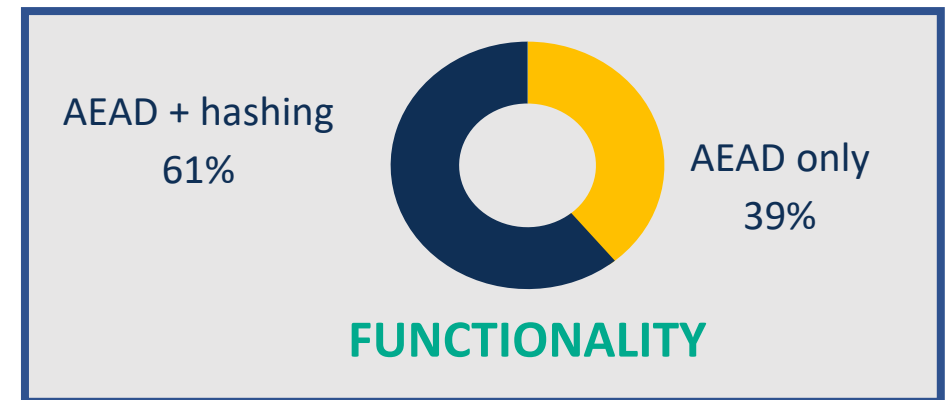 AEAD + hashing
61%
AEAD only
39%
FUNCTIONALITY